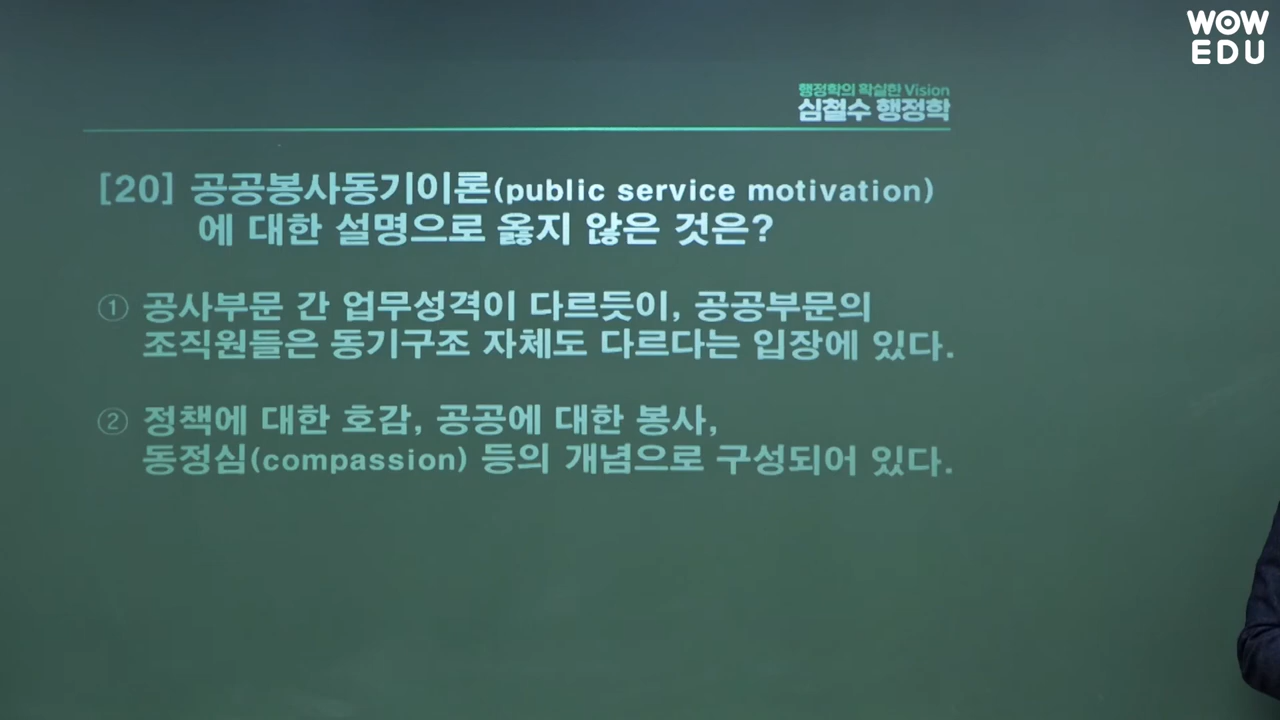 WOW
EDU
행정학의 확실한 Vision
심철수 행정학
[20] 공공봉사동기이론(public service motivation)
에 대한 설명으로 옳지 않은 것은?
① 공사부문 간 업무성격이 다르듯이, 공공부문의
조직원들은 동기구조 자체도 다르다는 입장에 있다.
② 정책에 대한 호감, 공공에 대한 봉사,
동정심(compassion) 등의 개념으로 구성되어 있다.